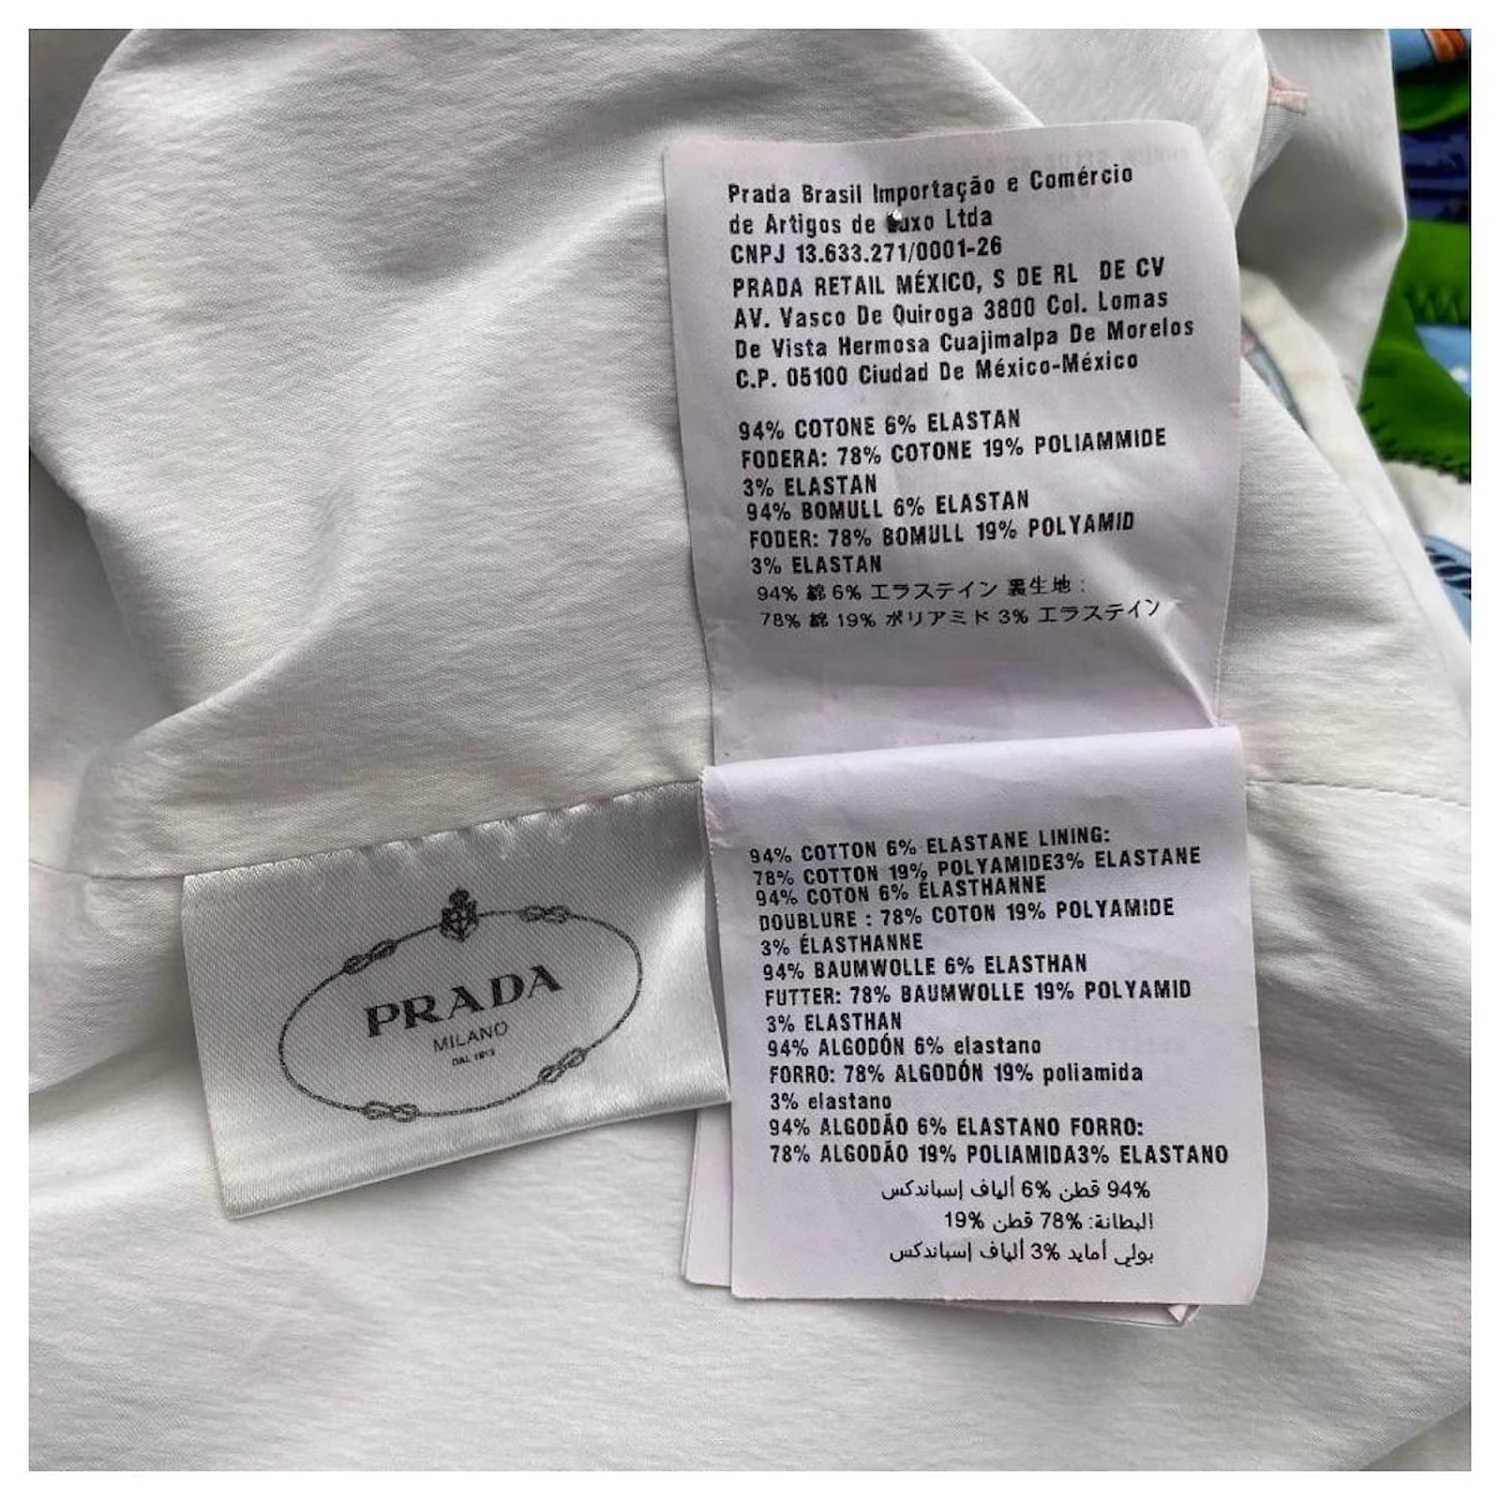 Prada Brasil Importação e Comércio
de Artigos de Luxo Ltda
CNPJ 13.633.271/0001-26
PRADA RETAIL MÉXICO, S DE RL DE CV
AV. Vasco De Quiroga 3800 Col. Lomas
De Vista Hermosa Cuajimalpa De Morelos
C.P. 05100 Ciudad De México-México
94% COTONE 6% ELASTAN
FODERA: 78% COTONE 19% POLIAMMIDE
3% ELASTAN
94% BOMULL 6% ELASTAN
FODER: 78% BOMULL 19% POLYAMID
3% ELASTAN
94% 綿 6% エラステイン 裏生地 :
78% 綿 19% ポリアミド 3% エラステイン
94% COTTON 6% ELASTANE LINING:
78% COTTON 19% POLYAMIDE3% ELASTANE
94% COTON 6% ÉLASTHANNE
DOUBLURE : 78% COTON 19% POLYAMIDE
3% ÉLASTHANNE
94% BAUMWOLLE 6% ELASTHAN
FUTTER: 78% BAUMWOLLE 19% POLYAMID
3% ELASTHAN
94% ALGODÓN 6% elastano
FORRO: 78% ALGODÓN 19% poliamida
3% elastano
94% ALGODÃO 6% ELASTANO FORRO:
78% ALGODÃO 19% POLIAMIDA3% ELASTANO
94% قطن 6% ألياف إسباندكس
البطانة: 78% قطن 19%
بولي أمايد 3% ألياف إسباندكس
PRADA
MILANO
DAL 1913